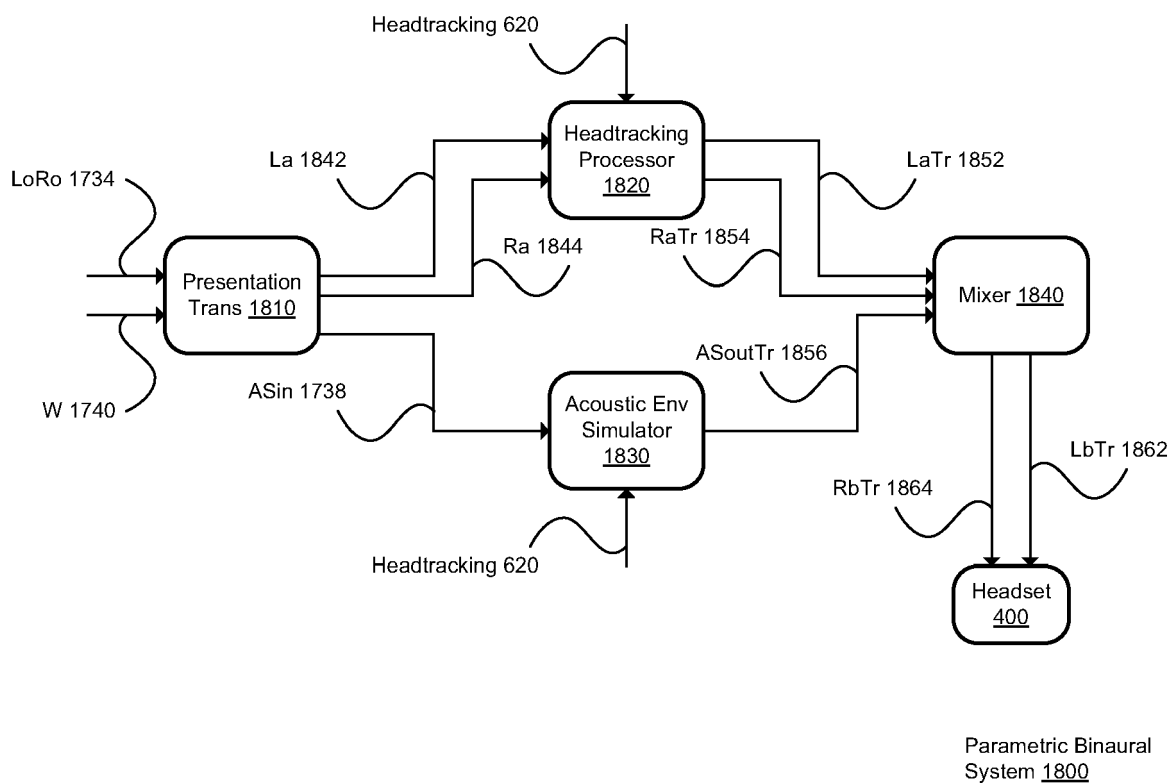 Headtracking 620
Headtracking
Processor
1820
La 1842
LaTr 1852
LoRo 1734
Ra 1844
RaTr 1854
Presentation
Trans 1810
Mixer 1840
ASoutTr 1856
ASin 1738
W 1740
Acoustic Env
Simulator
1830
LbTr 1862
RbTr 1864
Headtracking 620
Headset
400
Parametric Binaural
System 1800